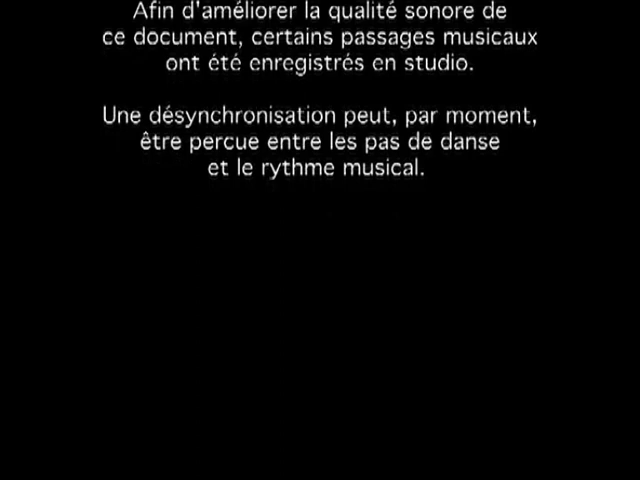 Afin d'améliorer la qualité sonore de
ce document, certains passages musicaux
ont été enregistrés en studio.
Une désynchronisation peut, par moment,
être percue entre les pas de danse
et le rythme musical.